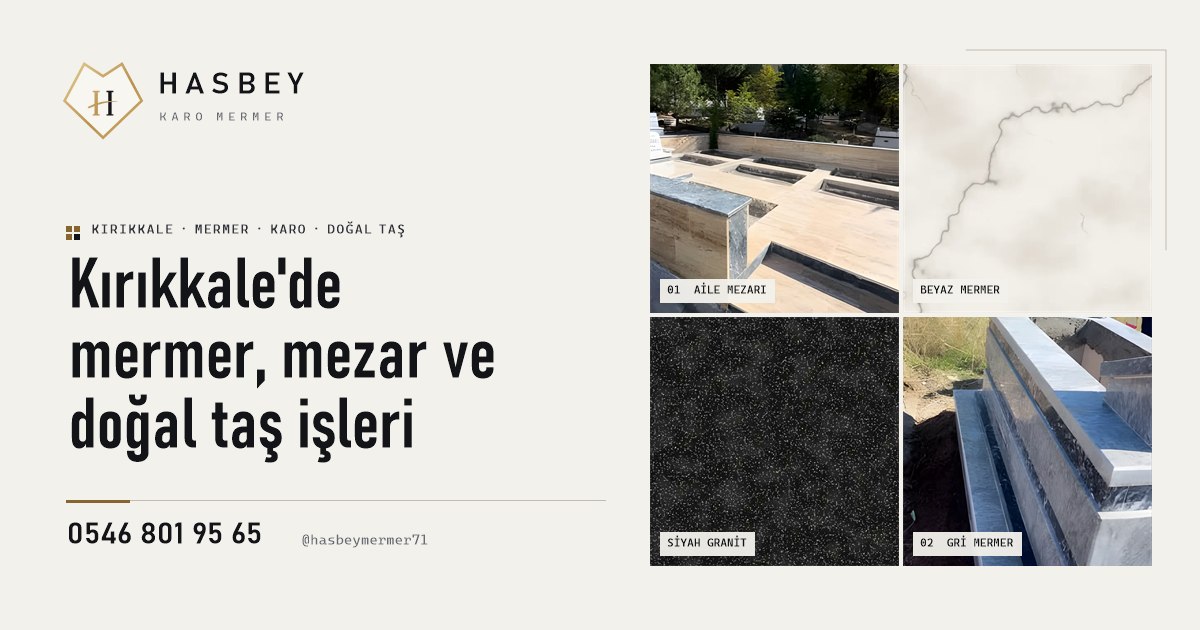 H
HASBEY
KARO MERMER
KIRIKKALE · MERMER · KARO · DOĞAL TAŞ
Kırıkkale'de
mermer, mezar ve
doğal taş işleri
0546 801 95 65
@hasbeymermer71
01 AİLE MEZARI
BEYAZ MERMER
SİYAH GRANİT
02 GRİ MERMER